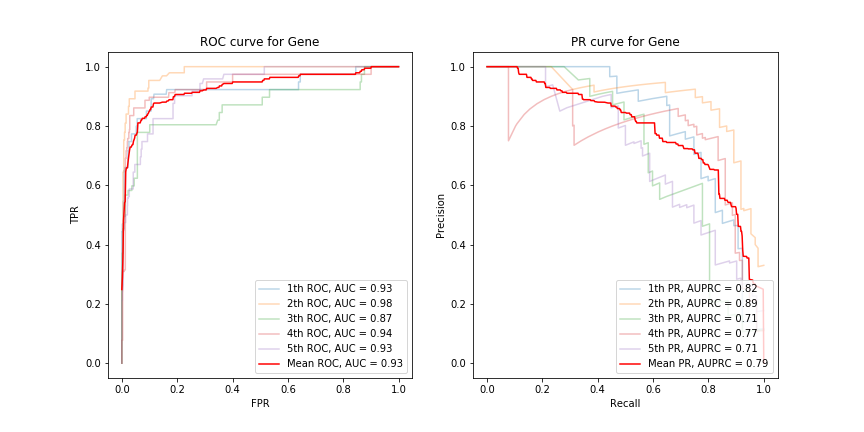 ROC curve for Gene
1.0
0.8
0.6
0.4
0.2
0.0
TPR
0.0 0.2 0.4 0.6 0.8 1.0
FPR
1th ROC, AUC = 0.93
2th ROC, AUC = 0.98
3th ROC, AUC = 0.87
4th ROC, AUC = 0.94
5th ROC, AUC = 0.93
Mean ROC, AUC = 0.93
PR curve for Gene
1.0
0.8
0.6
0.4
0.2
0.0
Precision
0.0 0.2 0.4 0.6 0.8 1.0
Recall
1th PR, AUPRC = 0.82
2th PR, AUPRC = 0.89
3th PR, AUPRC = 0.71
4th PR, AUPRC = 0.77
5th PR, AUPRC = 0.71
Mean PR, AUPRC = 0.79